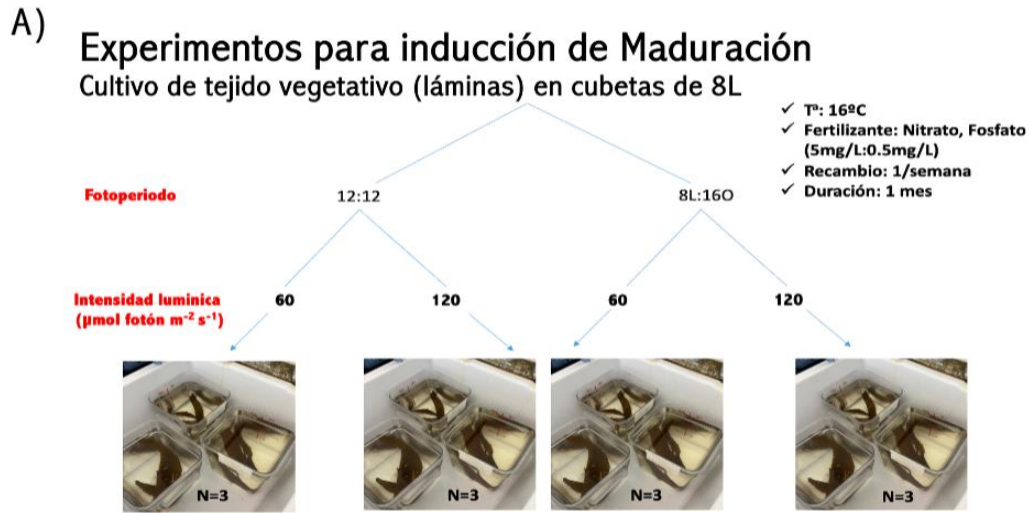 A)
Experimentos para inducción de Maduración
Cultivo de tejido vegetativo (láminas) en cubetas de 8L
✓ Tª: 16ºC
✓ Fertilizante: Nitrato, Fosfato
(5mg/L:0.5mg/L)
✓ Recambio: 1/semana
✓ Duración: 1 mes
Fotoperiodo
12:12
8L:16O
Intensidad luminica
(μmol fotón m⁻² s⁻¹)
60
120
60
120
N=3
N=3
N=3
N=3